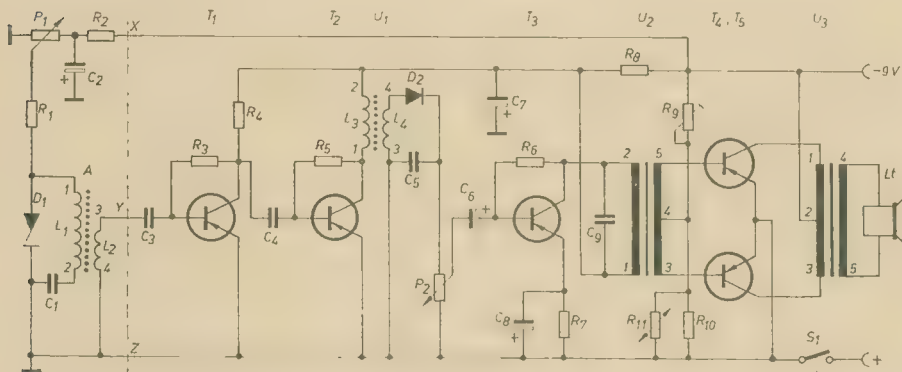 P1 R2 X T1 T2 U1 T3 U2 T4, T5 U3
R8 -9V
C2 2 4 D2 C7 R9
R1 R4 L3 L4
A R3 R5 1 3 C5 R6 2 5 1 4 Lt
D1 1 3 Y C6 + 4 2
L1 L2 C3 C4 C9
2 4 P2 1 3 3 5
C1 C8 R7 R11 R10 S1
Z +